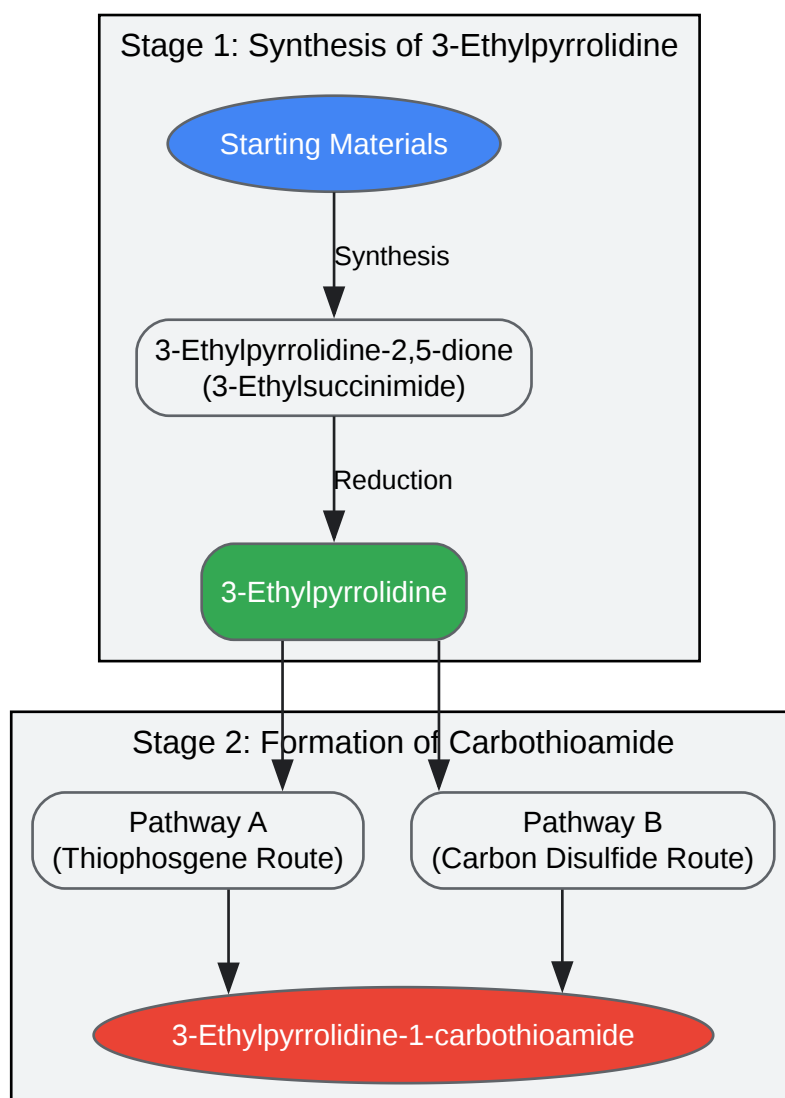 Stage 1: Synthesis of 3-Ethylpyrrolidine
Starting Materials
Synthesis
3-Ethylpyrrolidine-2,5-dione
(3-Ethylsuccinimide)
Reduction
3-Ethylpyrrolidine
Stage 2: Formation of Carbothioamide
Pathway A
(Thiophosgene Route)
Pathway B
(Carbon Disulfide Route)
3-Ethylpyrrolidine-1-carbothioamide